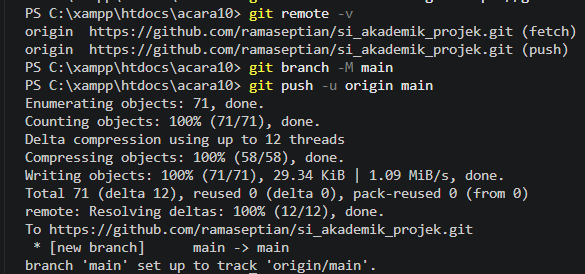 PS C:\xampp\htdocs\acara10> git remote -v
origin  https://github.com/ramaseptian/si_akademik_projek.git (fetch)
origin  https://github.com/ramaseptian/si_akademik_projek.git (push)
PS C:\xampp\htdocs\acara10> git branch -M main
PS C:\xampp\htdocs\acara10> git push -u origin main
Enumerating objects: 71, done.
Counting objects: 100% (71/71), done.
Delta compression using up to 12 threads
Compressing objects: 100% (58/58), done.
Writing objects: 100% (71/71), 29.34 KiB | 1.09 MiB/s, done.
Total 71 (delta 12), reused 0 (delta 0), pack-reused 0 (from 0)
remote: Resolving deltas: 100% (12/12), done.
To https://github.com/ramaseptian/si_akademik_projek.git
 * [new branch]      main -> main
branch 'main' set up to track 'origin/main'.